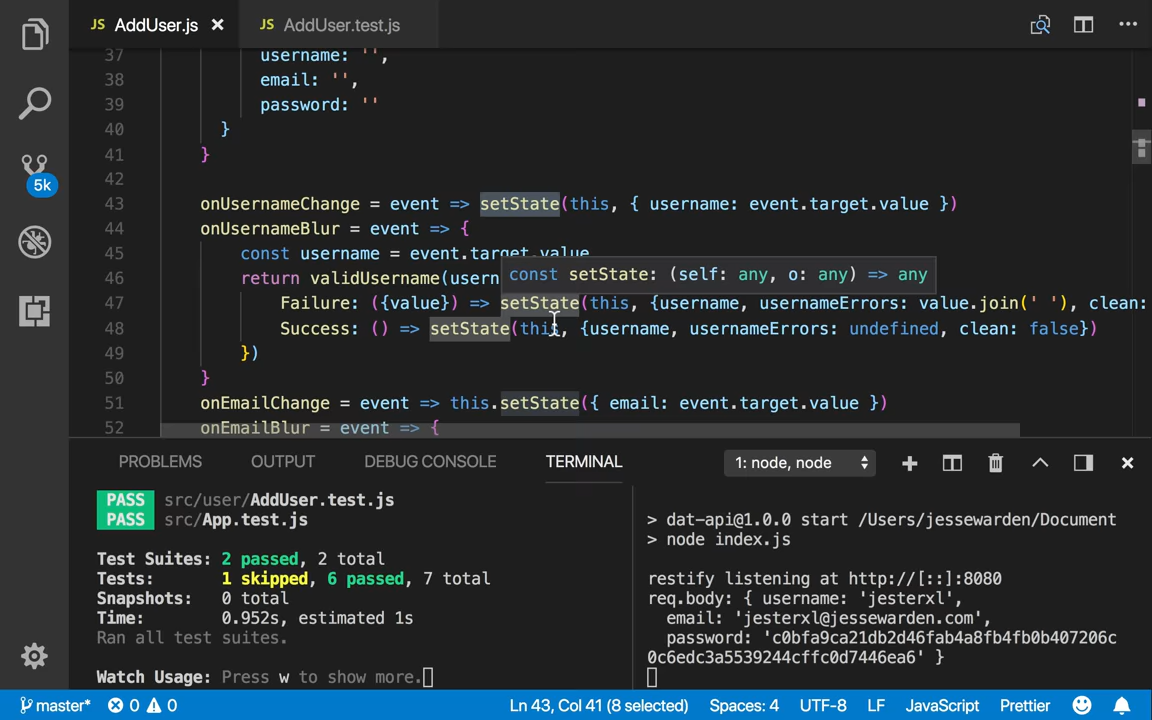 JS AddUser.js × JS AddUser.test.js
37 username: '',
38 email: '',
39 password: ''
40 }
41 }
42
43 onUsernameChange = event => setState(this, { username: event.target.value })
44 onUsernameBlur = event => {
45 const username = event.target.value
46 return validUsername(usern
const setState: (self: any, o: any) => any
47 Failure: ({value}) => setState(this, {username, usernameErrors: value.join(' '), clean:
48 Success: () => setState(this, {username, usernameErrors: undefined, clean: false})
49 })
50 }
51 onEmailChange = event => this.setState({ email: event.target.value })
52 onEmailBlur = event => {
5k
PROBLEMS OUTPUT DEBUG CONSOLE TERMINAL 1: node, node
PASS src/user/AddUser.test.js
PASS src/App.test.js
Test Suites: 2 passed, 2 total
Tests: 1 skipped, 6 passed, 7 total
Snapshots: 0 total
Time: 0.952s, estimated 1s
Ran all test suites.
Watch Usage: Press w to show more.
> dat-api@1.0.0 start /Users/jessewarden/Document
> node index.js
restify listening at http://[::]:8080
req.body: { username: 'jesterxl',
email: 'jesterxl@jessewarden.com',
password: 'c0bfa9ca21db2d46fab4a8fb4fb0b407206c
0c6edc3a5539244cffc0d7446ea6' }
master* 0 0 Ln 43, Col 41 (8 selected) Spaces: 4 UTF-8 LF JavaScript Prettier